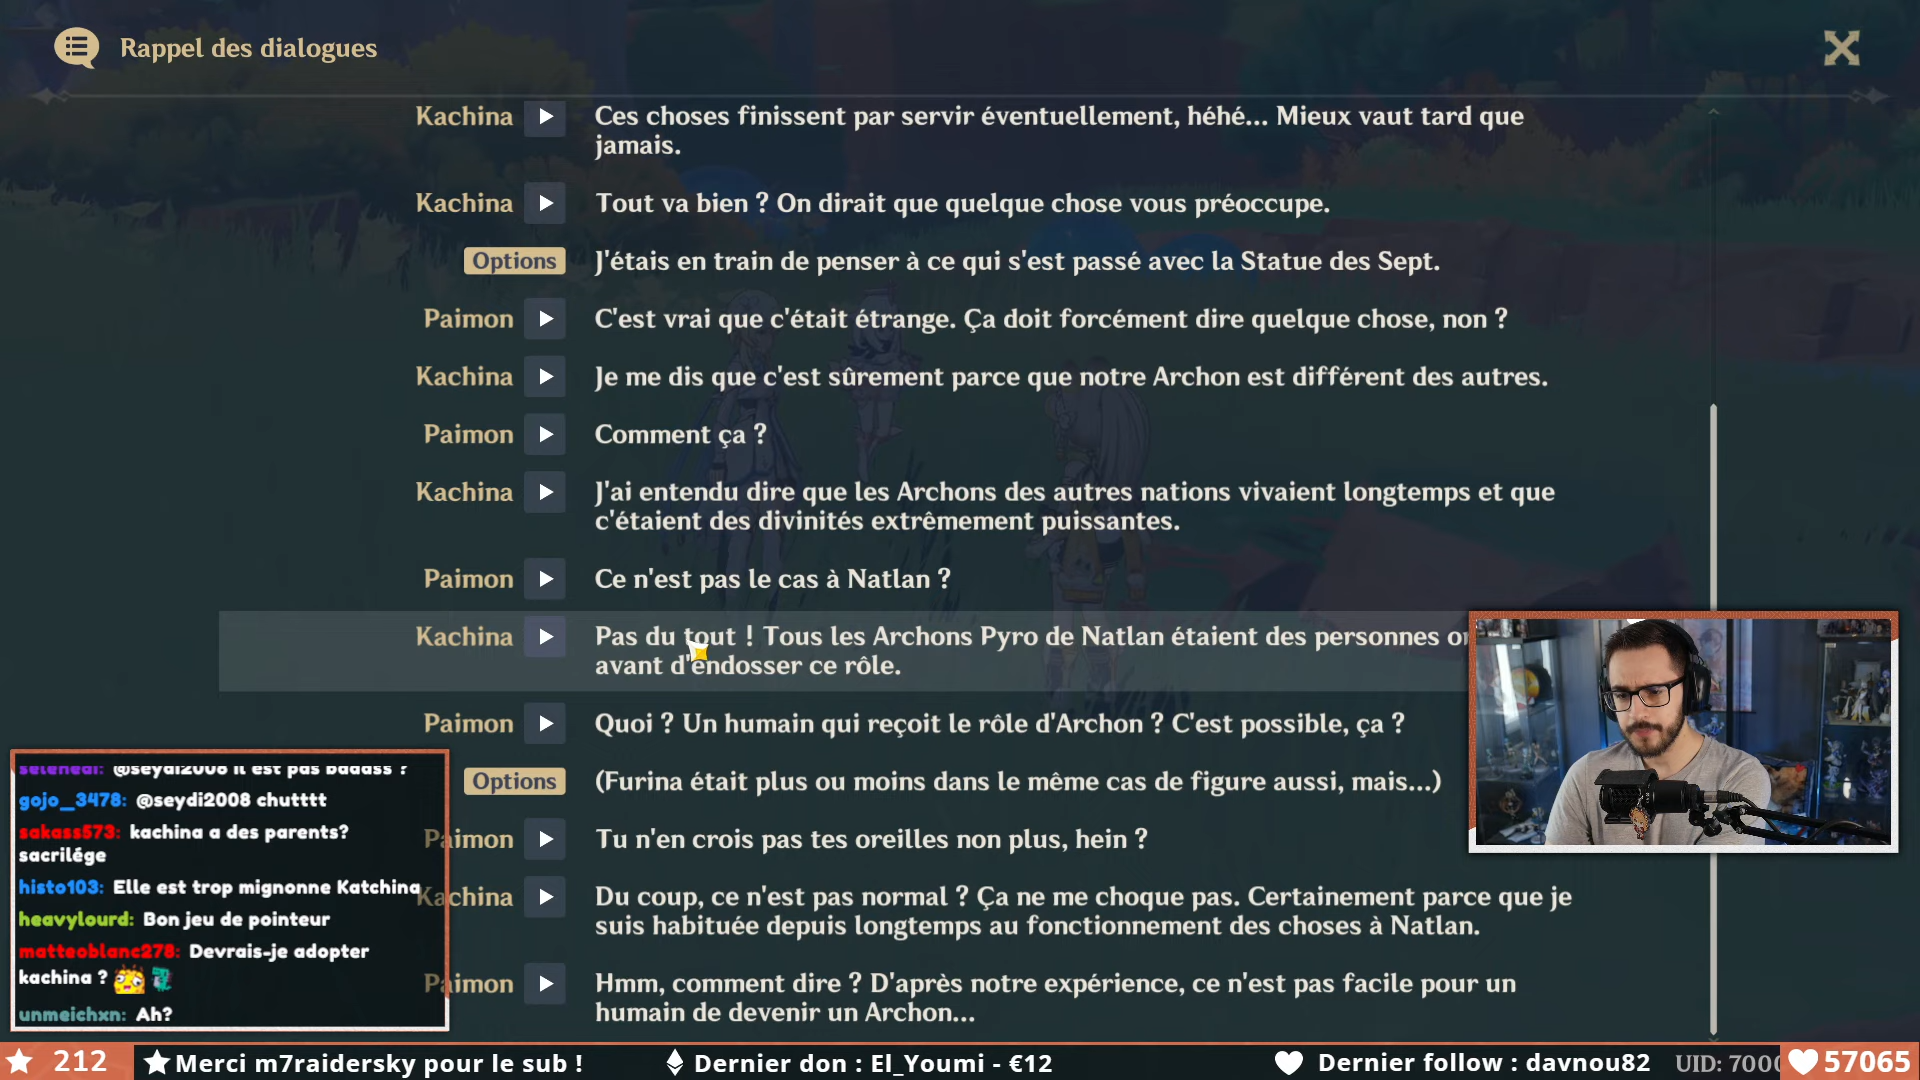 Rappel des dialogues
Kachina
Ces choses finissent par servir éventuellement, héhé... Mieux vaut tard que
jamais.
Kachina
Tout va bien ? On dirait que quelque chose vous préoccupe.
Options
J'étais en train de penser à ce qui s'est passé avec la Statue des Sept.
Paimon
C'est vrai que c'était étrange. Ça doit forcément dire quelque chose, non ?
Kachina
Je me dis que c'est sûrement parce que notre Archon est différent des autres.
Paimon
Comment ça ?
Kachina
J'ai entendu dire que les Archons des autres nations vivaient longtemps et que
c'étaient des divinités extrêmement puissantes.
Paimon
Ce n'est pas le cas à Natlan ?
Kachina
Pas du tout ! Tous les Archons Pyro de Natlan étaient des personnes
avant d'endosser ce rôle.
Paimon
Quoi ? Un humain qui reçoit le rôle d'Archon ? C'est possible, ça ?
Options
(Furina était plus ou moins dans le même cas de figure aussi, mais...)
Paimon
Tu n'en crois pas tes oreilles non plus, hein ?
Kachina
Du coup, ce n'est pas normal ? Ça ne me choque pas. Certainement parce que je
suis habituée depuis longtemps au fonctionnement des choses à Natlan.
Paimon
Hmm, comment dire ? D'après notre expérience, ce n'est pas facile pour un
humain de devenir un Archon...
@seydi2008 il est pas badass ?
gojo_3478: @seydi2008 chutttt
sakass573: kachina a des parents?
sacrilége
histo103: Elle est trop mignonne Katchina
heavylourd: Bon jeu de pointeur
matteoblanc278: Devrais-je adopter
kachina ?
unmeichxn: Ah?
212
Merci m7raidersky pour le sub !
Dernier don : El_Youmi - €12
Dernier follow : davnou82
UID: 7000
57065